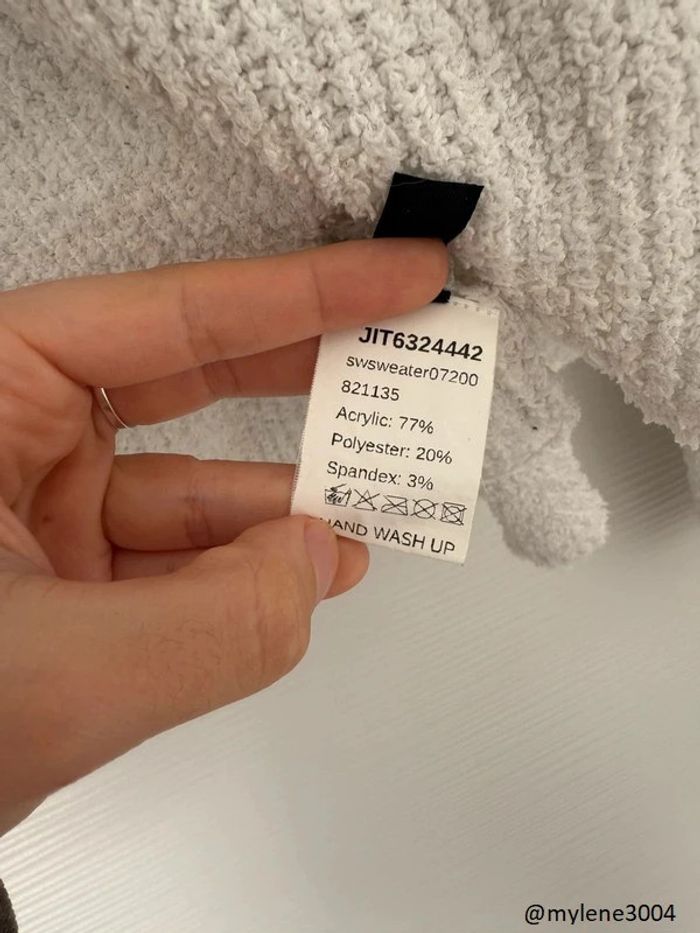 JIT6324442
swsweater07200
821135
Acrylic: 77%
Polyester: 20%
Spandex: 3%
HAND WASH UP
@mylene3004